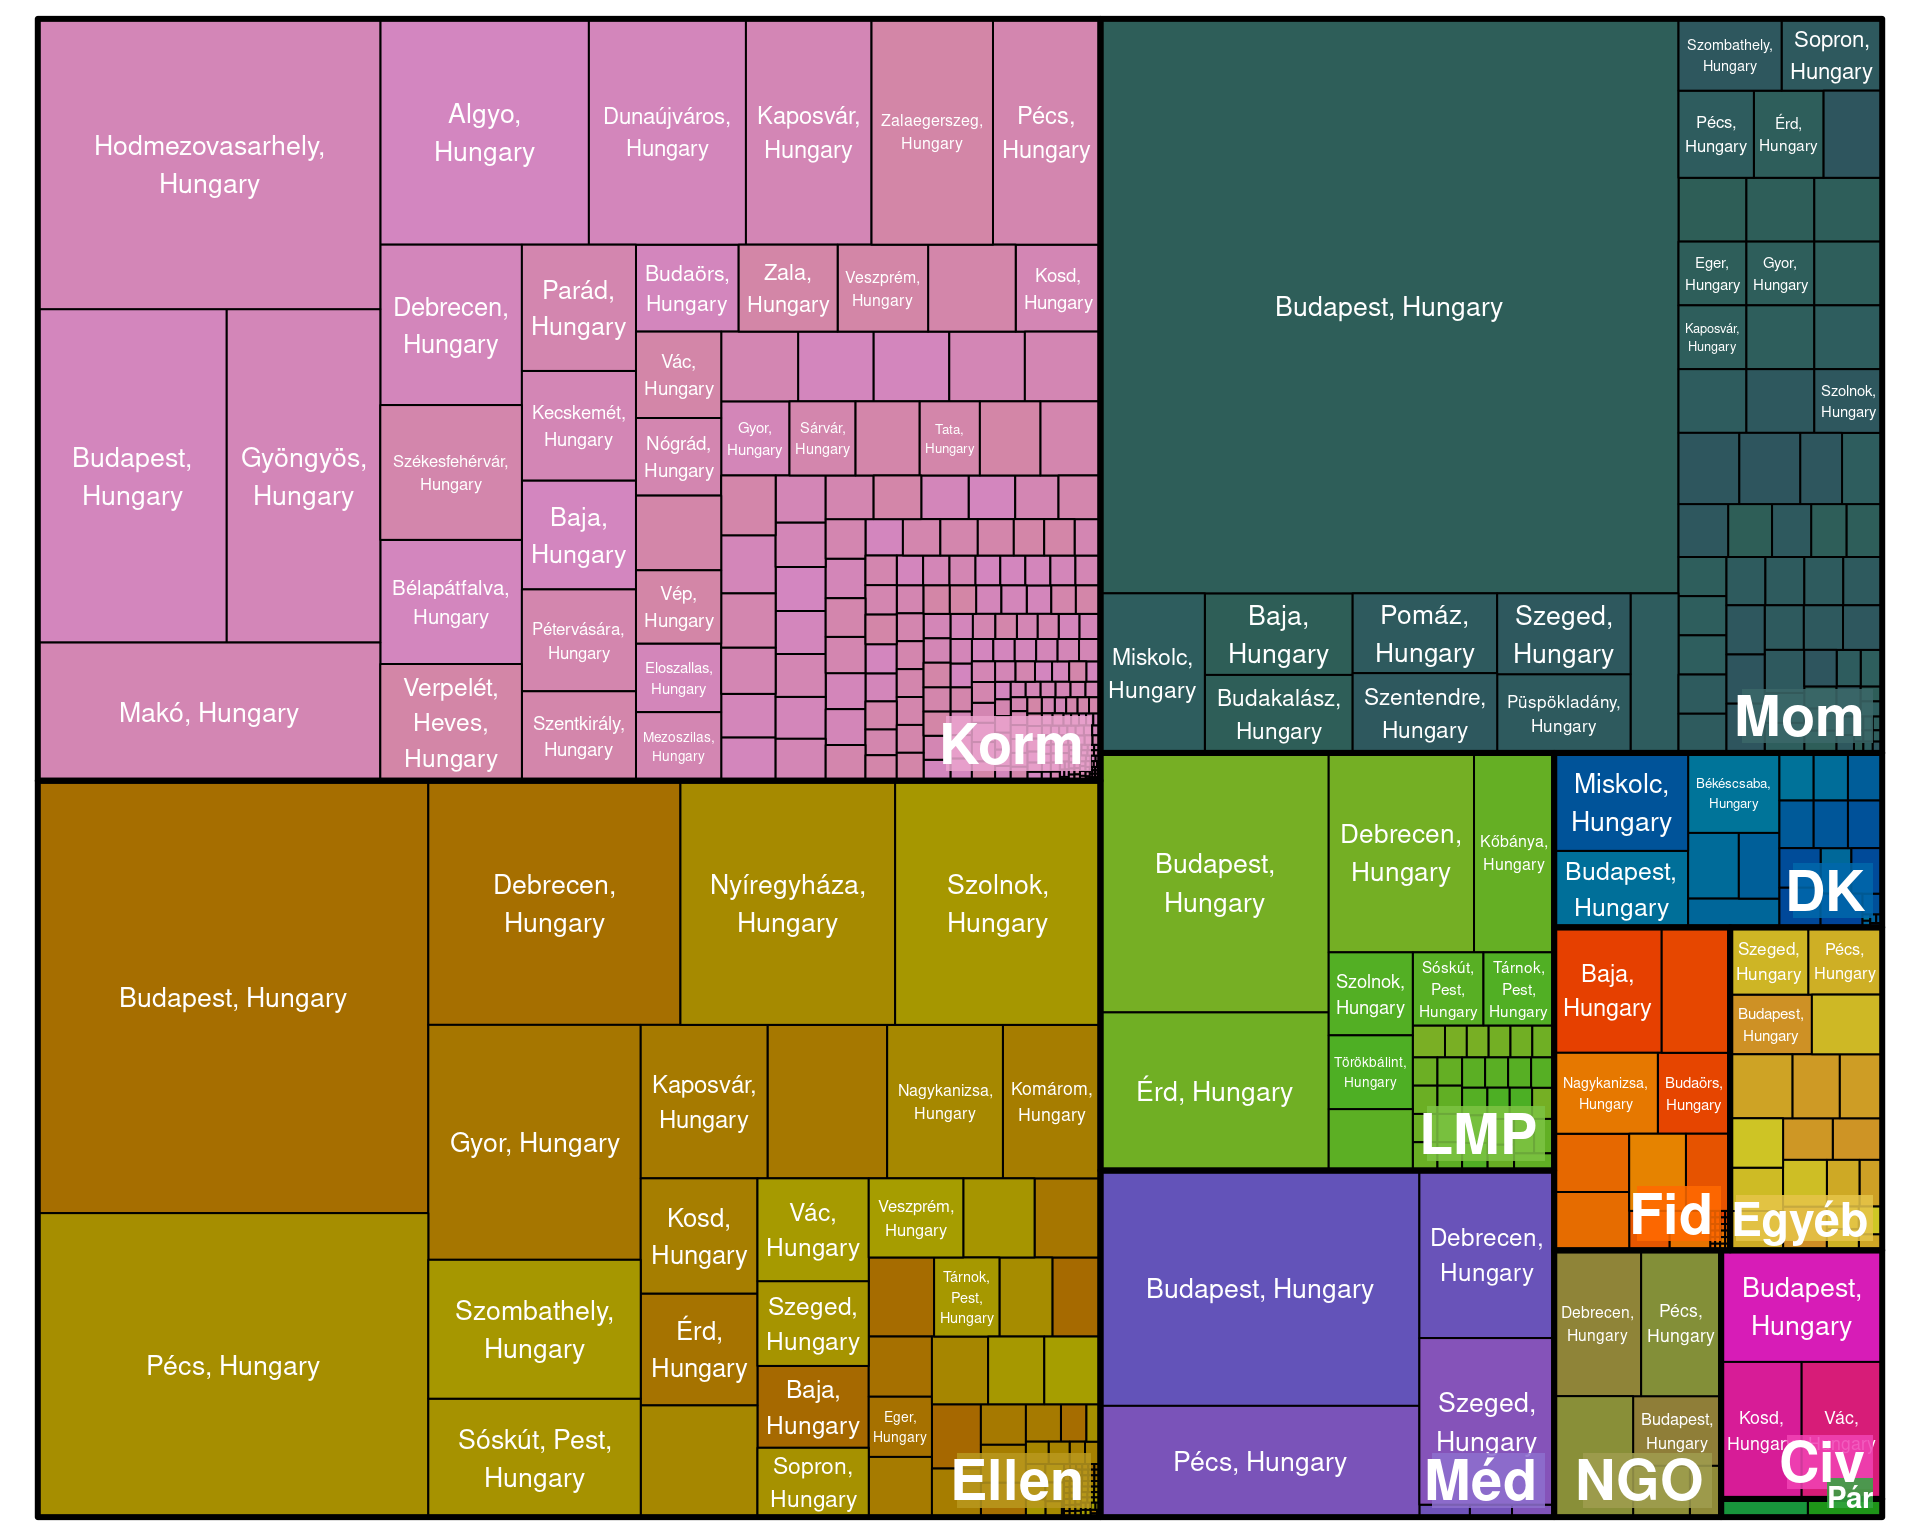 Hodmezovasarhely,
Hungary
Algyo,
Hungary
Dunaújváros,
Hungary
Kaposvár,
Hungary
Zalaegerszeg,
Hungary
Pécs,
Hungary
Budapest,
Hungary
Gyöngyös,
Hungary
Makó, Hungary
Debrecen,
Hungary
Székesfehérvár,
Hungary
Bélapátfalva,
Hungary
Verpelét,
Heves,
Hungary
Parád,
Hungary
Kecskemét,
Hungary
Baja,
Hungary
Pétervására,
Hungary
Szentkirály,
Hungary
Budaörs,
Hungary
Zala,
Hungary
Veszprém,
Hungary
Kosd,
Hungary
Vác,
Hungary
Nógrád,
Hungary
Vép,
Hungary
Eloszallas,
Hungary
Mezoszilas,
Hungary
Gyor,
Hungary
Sárvár,
Hungary
Tata,
Hungary
Korm
Budapest, Hungary
Szombathely,
Hungary
Sopron,
Hungary
Pécs,
Hungary
Érd,
Hungary
Eger,
Hungary
Gyor,
Hungary
Kaposvár,
Hungary
Szolnok,
Hungary
Miskolc,
Hungary
Baja,
Hungary
Budakalász,
Hungary
Pomáz,
Hungary
Szentendre,
Hungary
Szeged,
Hungary
Püspökladány,
Hungary
Mom
Budapest, Hungary
Pécs, Hungary
Debrecen,
Hungary
Nyíregyháza,
Hungary
Szolnok,
Hungary
Gyor, Hungary
Szombathely,
Hungary
Sóskút, Pest,
Hungary
Kaposvár,
Hungary
Nagykanizsa,
Hungary
Komárom,
Hungary
Kosd,
Hungary
Érd,
Hungary
Vác,
Hungary
Szeged,
Hungary
Baja,
Hungary
Sopron,
Hungary
Veszprém,
Hungary
Tárnok,
Pest,
Hungary
Eger,
Hungary
Ellen
Budapest,
Hungary
Érd, Hungary
Debrecen,
Hungary
Kőbánya,
Hungary
Szolnok,
Hungary
Sóskút,
Pest,
Hungary
Tárnok,
Pest,
Hungary
Törökbálint,
Hungary
LMP
Budapest, Hungary
Pécs, Hungary
Debrecen,
Hungary
Szeged,
Hungary
Méd
Miskolc,
Hungary
Budapest,
Hungary
Békéscsaba,
Hungary
DK
Baja,
Hungary
Nagykanizsa,
Hungary
Budaörs,
Hungary
Fid
Szeged,
Hungary
Pécs,
Hungary
Budapest,
Hungary
Egyéb
Debrecen,
Hungary
Pécs,
Hungary
Budapest,
Hungary
NGO
Budapest,
Hungary
Kosd,
Hungary
Vác,
Hungary
Civ
Pár